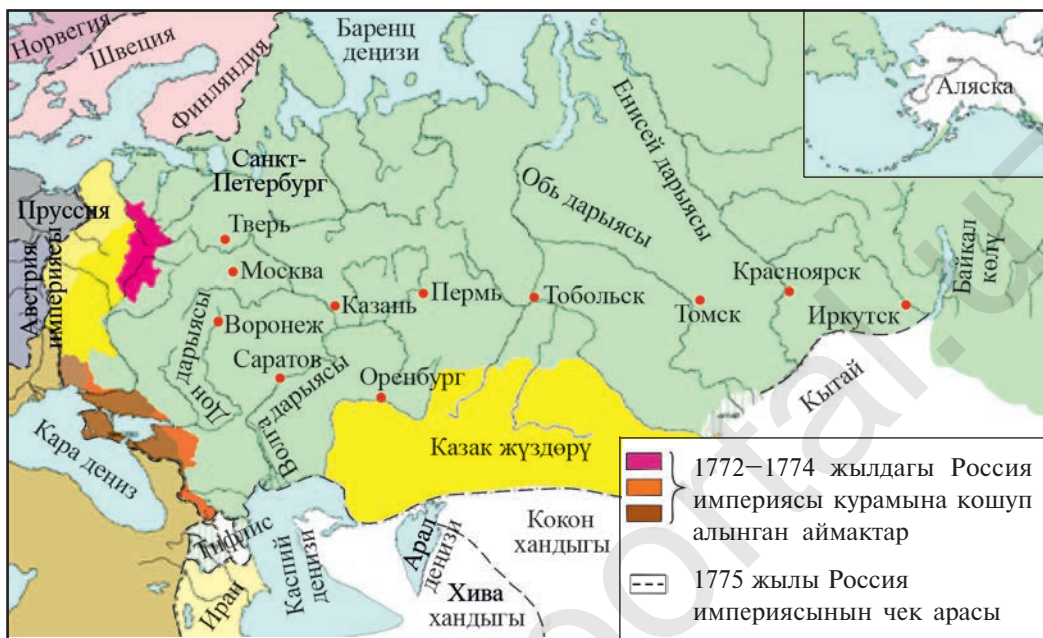 Норвегия
Швеция
Финляндия
Баренц
деңизи
Енисей дарыясы
Аляска
Санкт-
Петербург
Обь дарыясы
Пруссия
Австрия
империясы
Тверь
Москва
Казань
Пермь
Тобольск
Томск
Красноярск
Иркутск
Байкал
көлү
Воронеж
Дон
дарыясы
Саратов
Волга
дарыясы
Оренбург
Казак жүздөрү
Кытай
Кара деңиз
Тифлис
Иран
Каспий
деңизи
Арал
деңизи
Кокон
хандыгы
Хива
хандыгы
1772–1774 жылдагы Россия
империясы курамына кошуп
алынган аймактар
1775 жылы Россия
империясынын чек арасы
portal.u